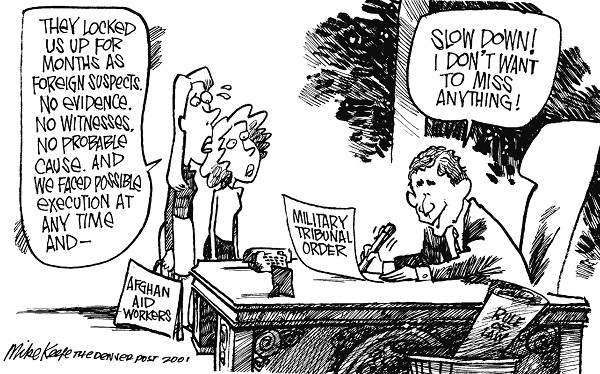 THEY LOCKED
US UP FOR
MONTHS AS
FOREIGN SUSPECTS.
NO EVIDENCE.
NO WITNESSES.
NO PROBABLE
CAUSE. AND
WE FACED POSSIBLE
EXECUTION AT
ANY TIME
AND-
SLOW DOWN!
I DON'T WANT
TO MISS
ANYTHING!
MILITARY
TRIBUNAL
ORDER
AFGHAN
AID
WORKERS
RULE
OF
LAW
Mike Keefe THE DENVER POST 2001